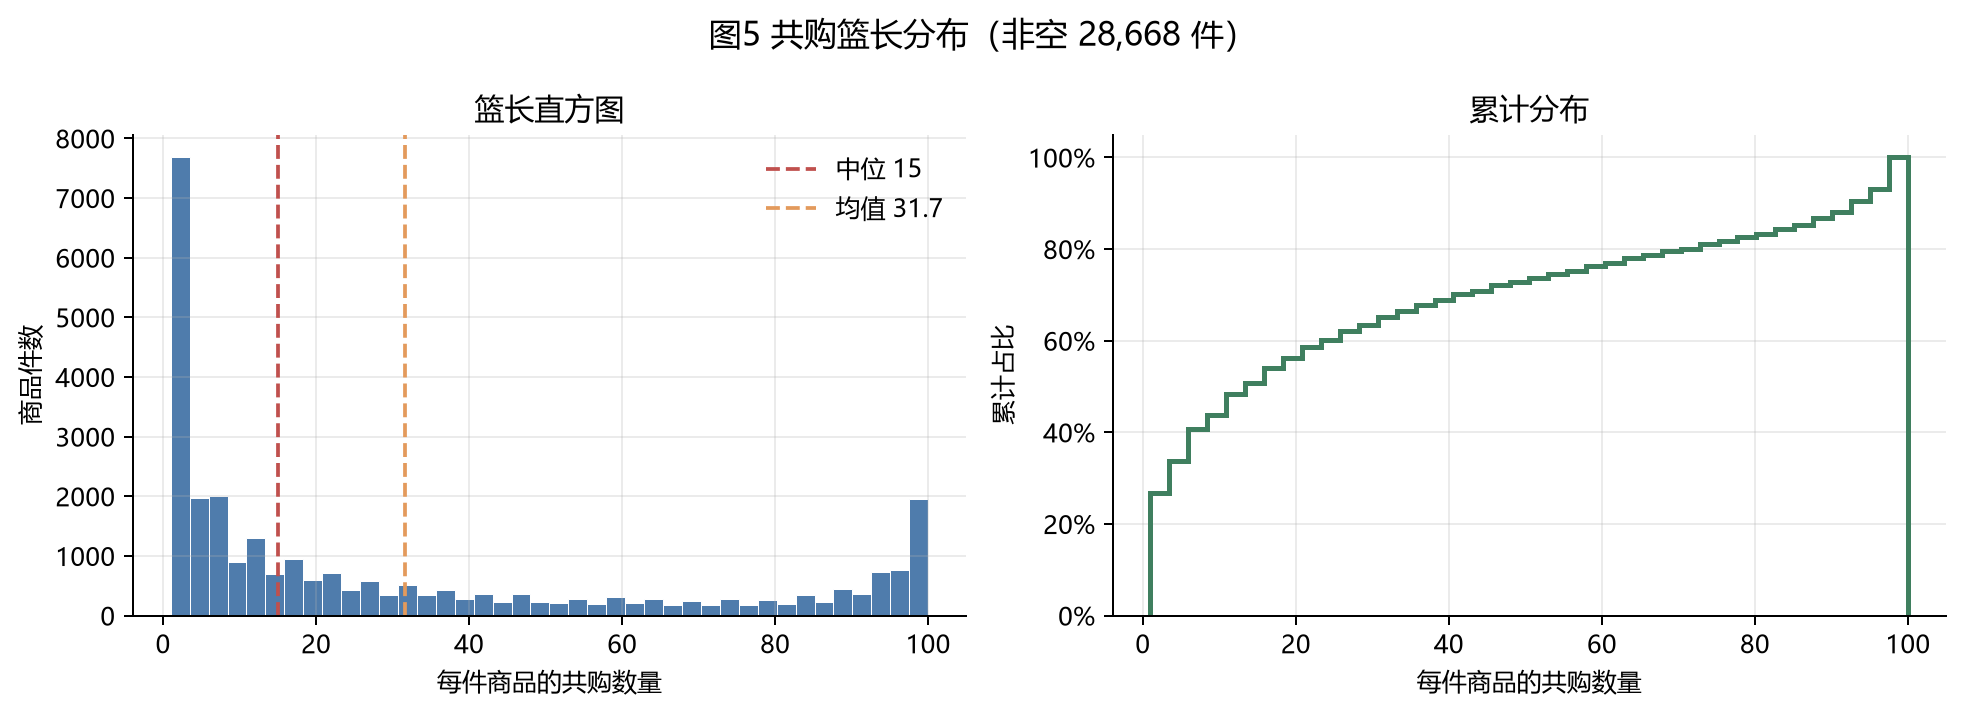 图5 共购篮长分布（非空 28,668 件）
篮长直方图
8000
7000
6000
5000
4000
3000
2000
1000
0
商品件数
中位 15
均值 31.7
0 20 40 60 80 100
每件商品的共购数量
累计分布
100%
80%
60%
40%
20%
0%
累计占比
0 20 40 60 80 100
每件商品的共购数量